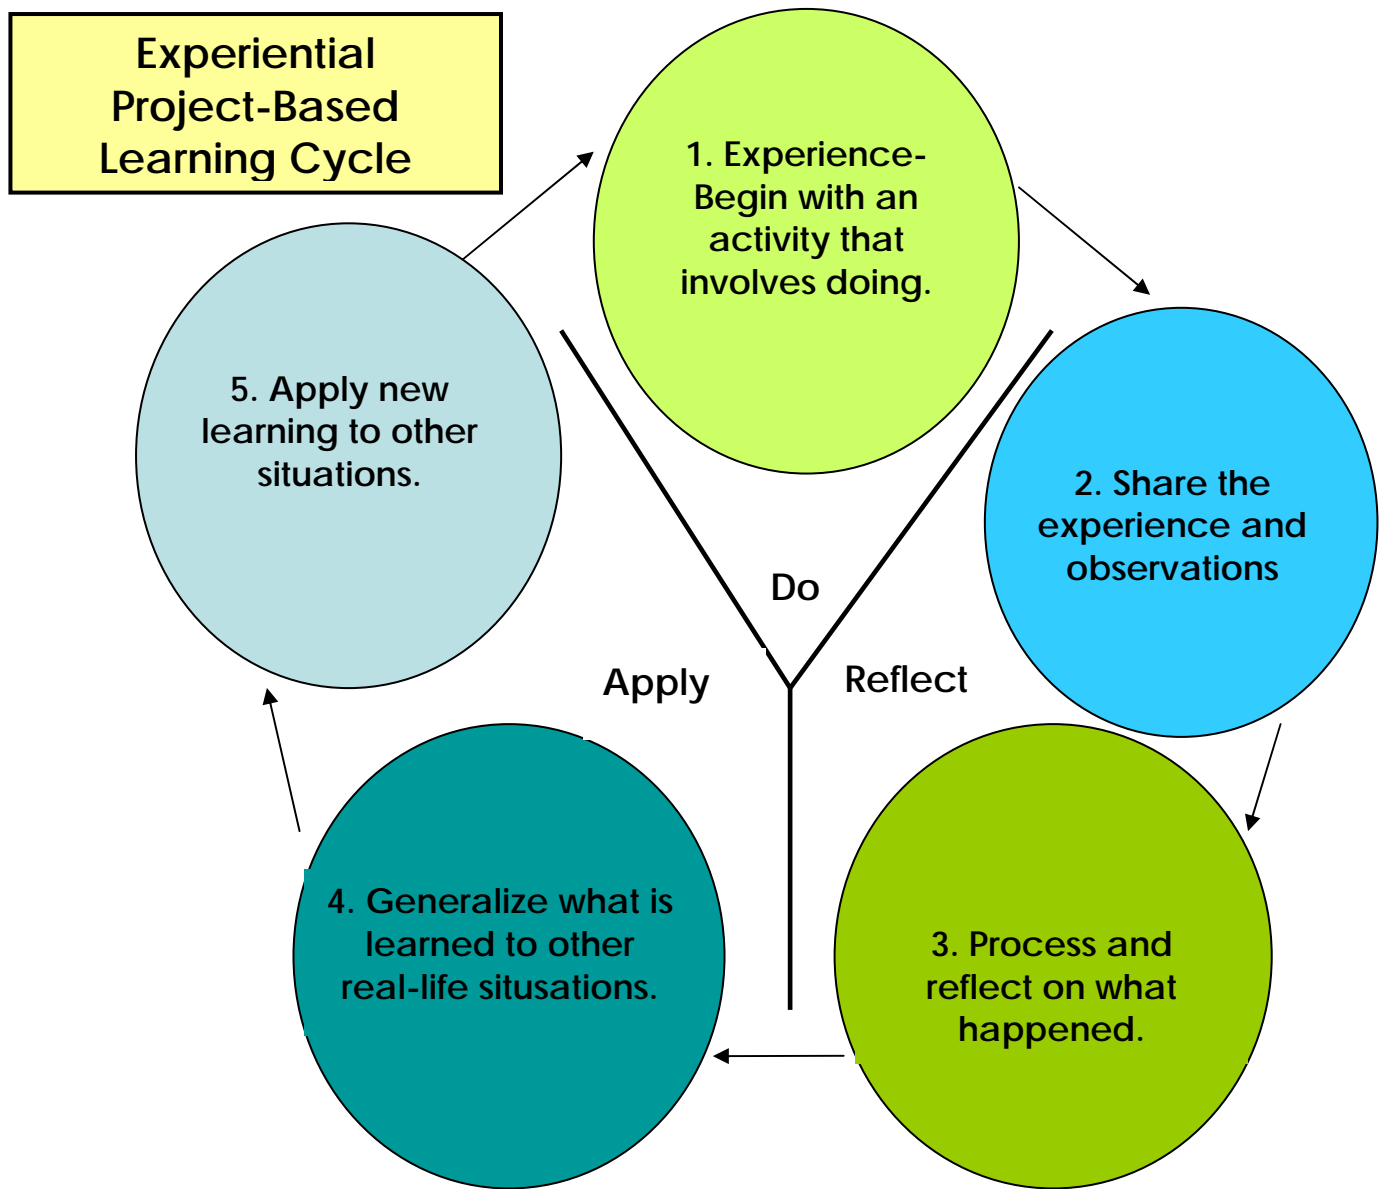 Experiential
Project-Based
Learning Cycle
1. Experience-
Begin with an
activity that
involves doing.
2. Share the
experience and
observations
3. Process and
reflect on what
happened.
4. Generalize what is
learned to other
real-life situsations.
5. Apply new
learning to other
situations.
Do
Reflect
Apply